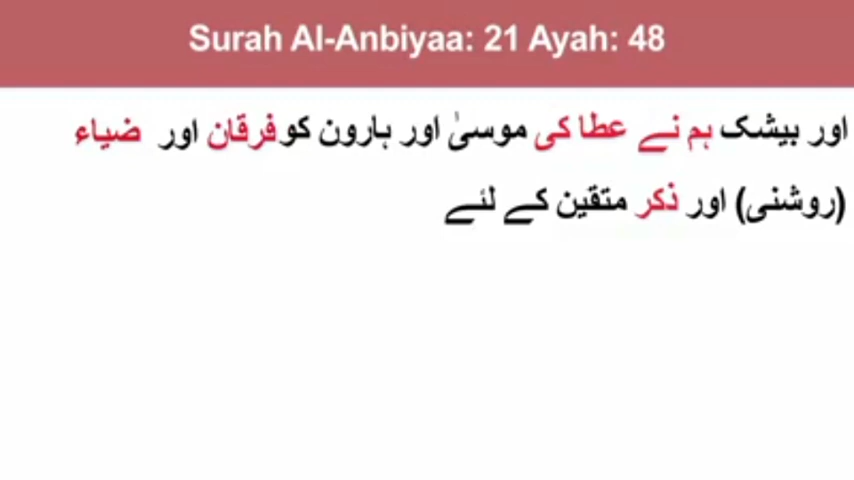 Surah Al-Anbiyaa: 21 Ayah: 48
اور بیشک ہم نے عطا کی موسیٰ اور ہارون کو فرقان اور ضیاء
(روشنی) اور ذکر متقین کے لئے